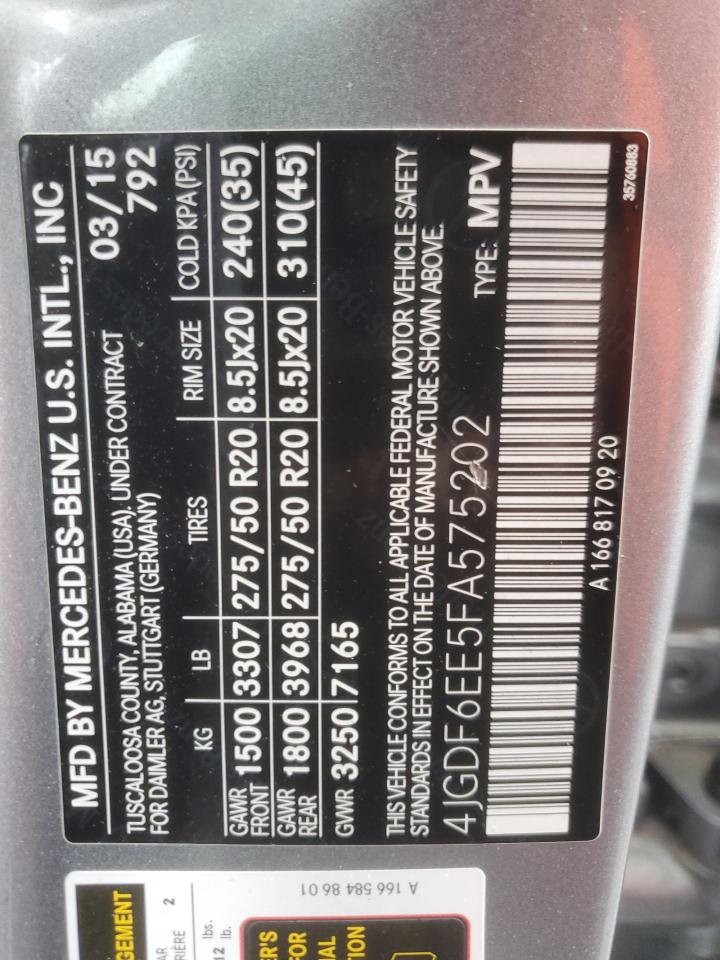 MFD BY MERCEDES-BENZ U.S. INTL., INC
TUSCALOOSA COUNTY, ALABAMA (USA). UNDER CONTRACT 03/15
FOR DAIMLER AG, STUTTGART (GERMANY) 792
KG LB TIRES RIM SIZE COLD KPA (PSI)
GAWR FRONT 1500 3307 275/50 R20 8.5Jx20 240(35)
GAWR REAR 1800 3968 275/50 R20 8.5Jx20 310(45)
GVWR 3250 7165
THIS VEHICLE CONFORMS TO ALL APPLICABLE FEDERAL MOTOR VEHICLE SAFETY
STANDARDS IN EFFECT ON THE DATE OF MANUFACTURE SHOWN ABOVE.
4JGDF6EE5FA575202 TYPE: MPV
A 166 817 09 20
35760883
A 166 584 86 01
2
lbs.
lb.